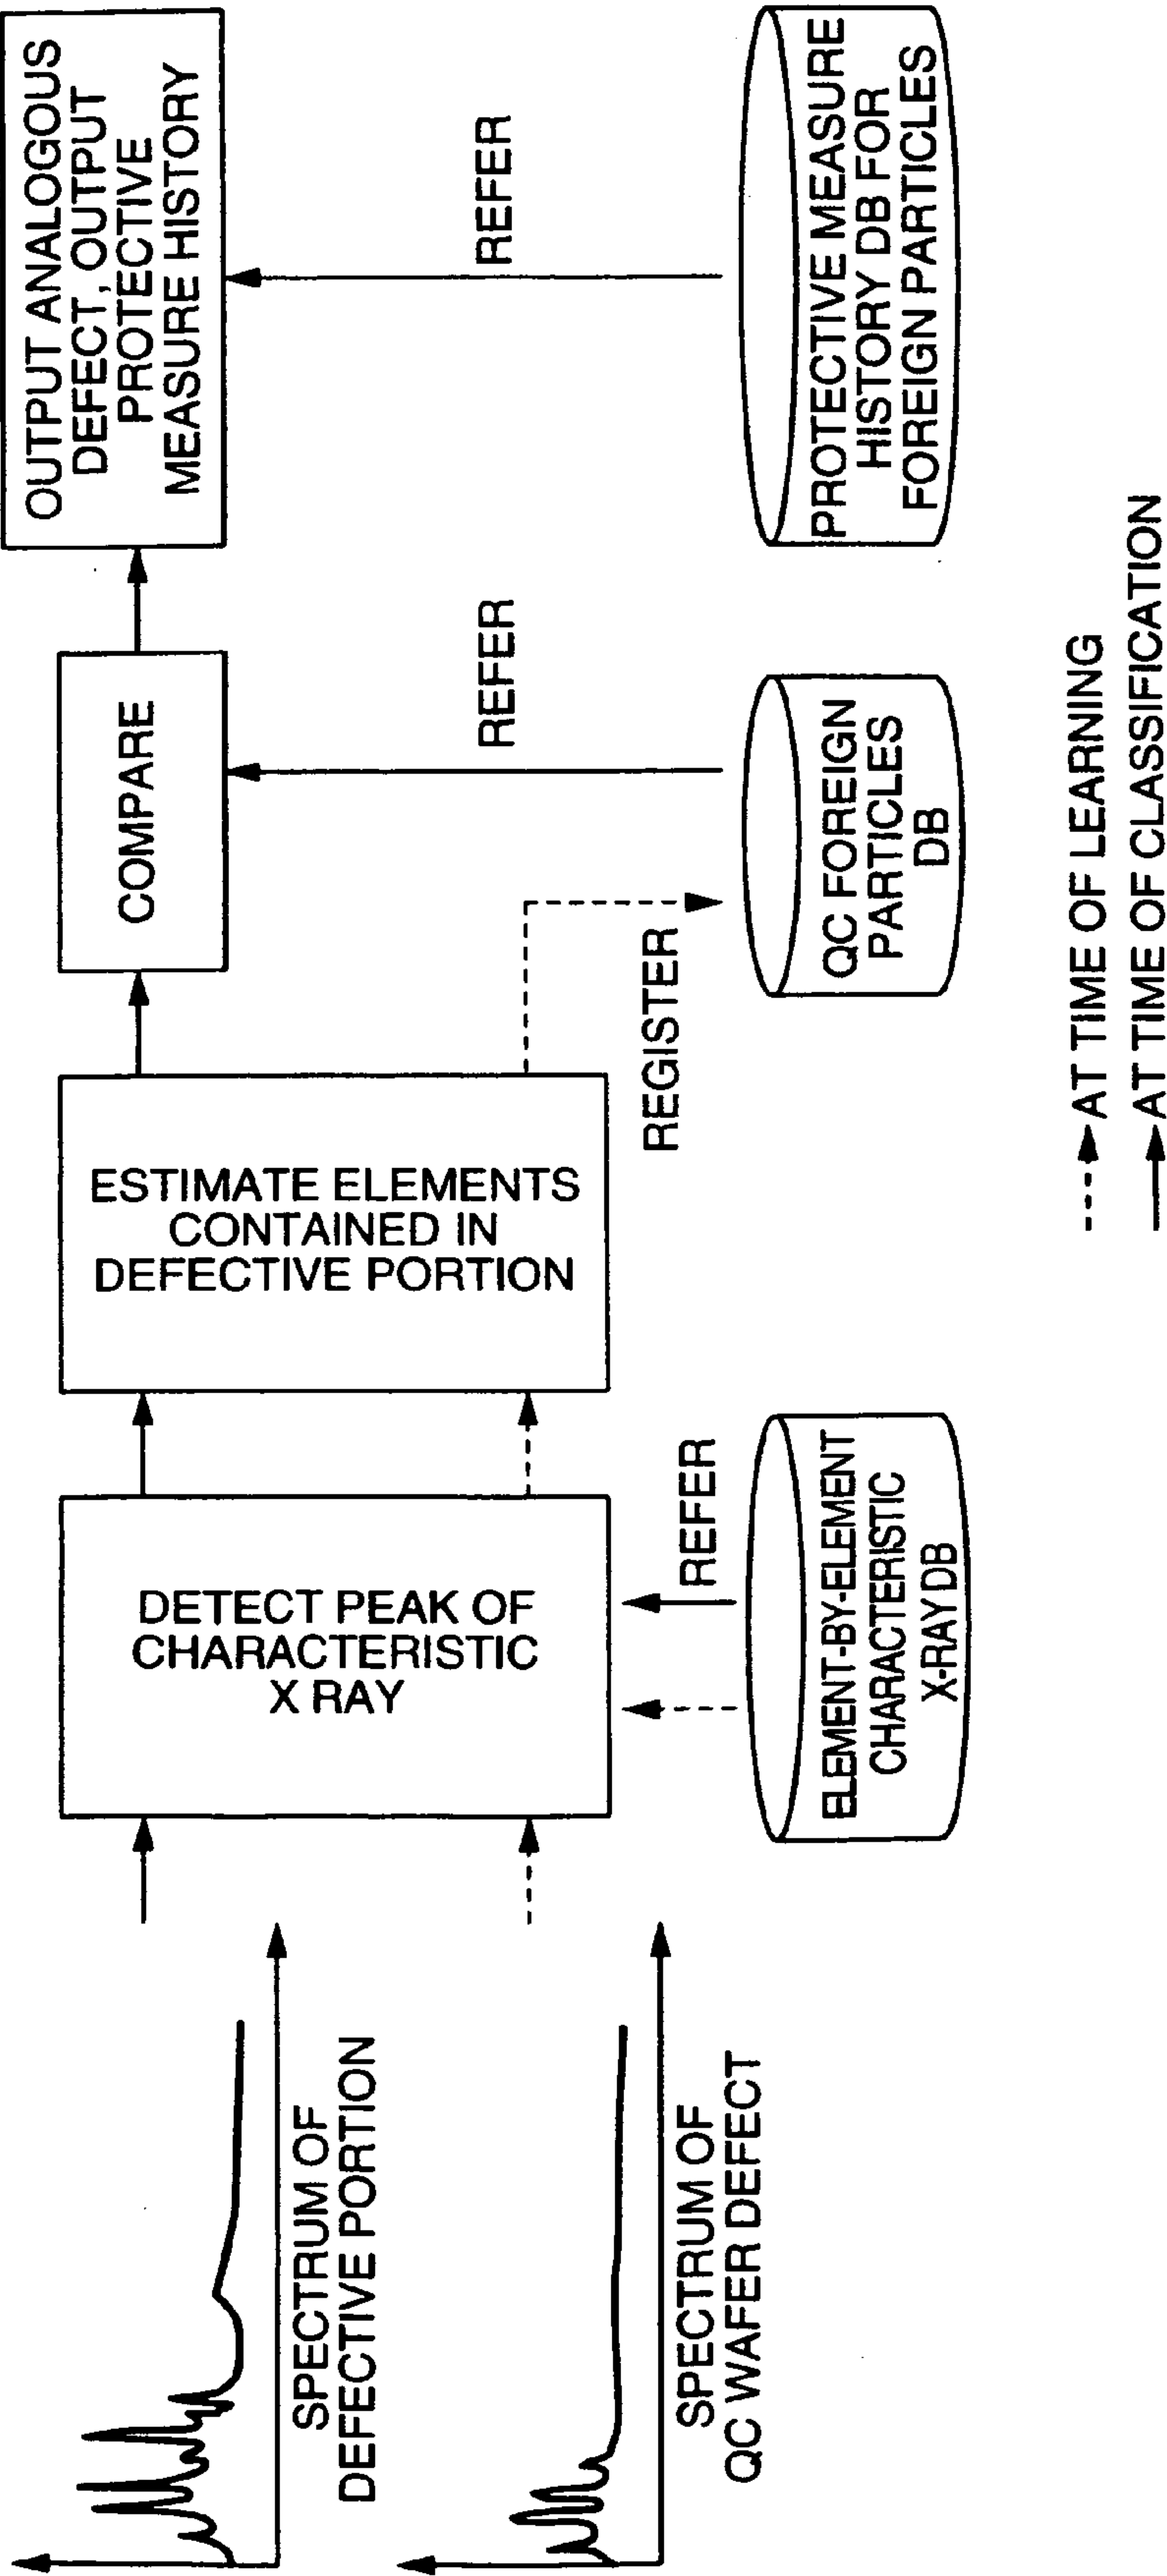 SPECTRUM OF
DEFECTIVE PORTION
SPECTRUM OF
QC WAFER DEFECT
DETECT PEAK OF
CHARACTERISTIC
X RAY
REFER
ELEMENT-BY-ELEMENT
CHARACTERISTIC
X-RAY DB
ESTIMATE ELEMENTS
CONTAINED IN
DEFECTIVE PORTION
REGISTER
COMPARE
REFER
QC FOREIGN
PARTICLES
DB
OUTPUT ANALOGOUS
DEFECT, OUTPUT
PROTECTIVE
MEASURE HISTORY
REFER
PROTECTIVE MEASURE
HISTORY DB FOR
FOREIGN PARTICLES
AT TIME OF LEARNING
AT TIME OF CLASSIFICATION